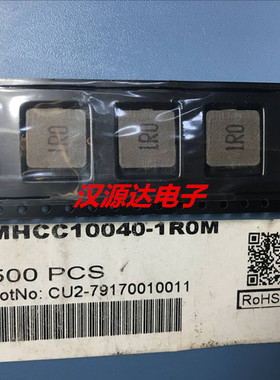 1R0 1R0 1R0
汉源达电子
MHCC10040-1R0M
500 PCS
LotNo: CU2-79170010011
RoHS